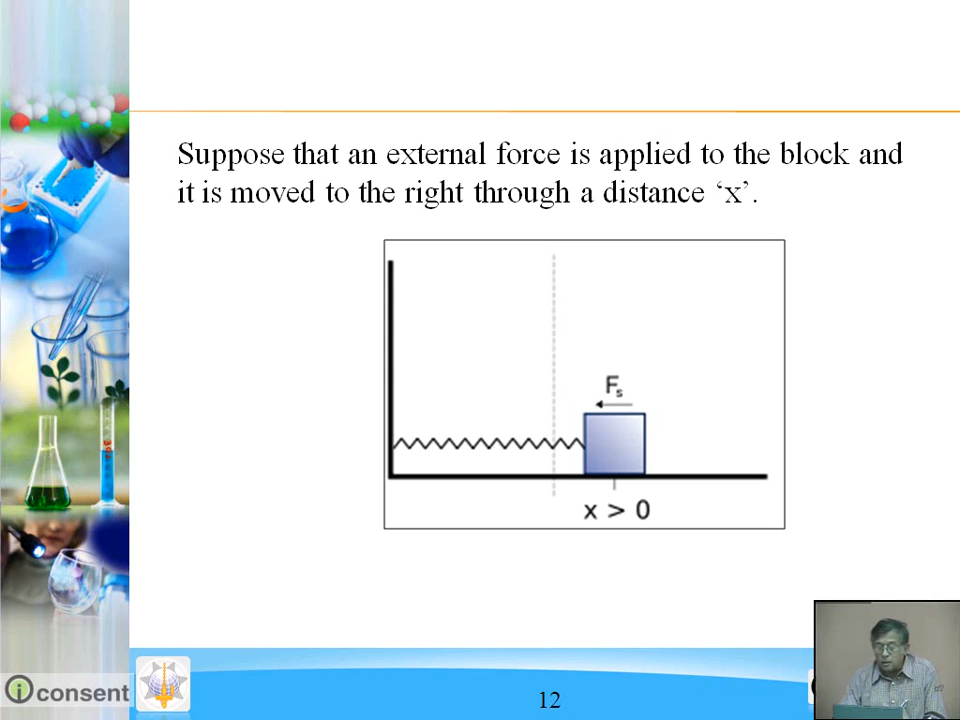 Suppose that an external force is applied to the block and
it is moved to the right through a distance ‘x’.
Fs
x > 0
i consent
12